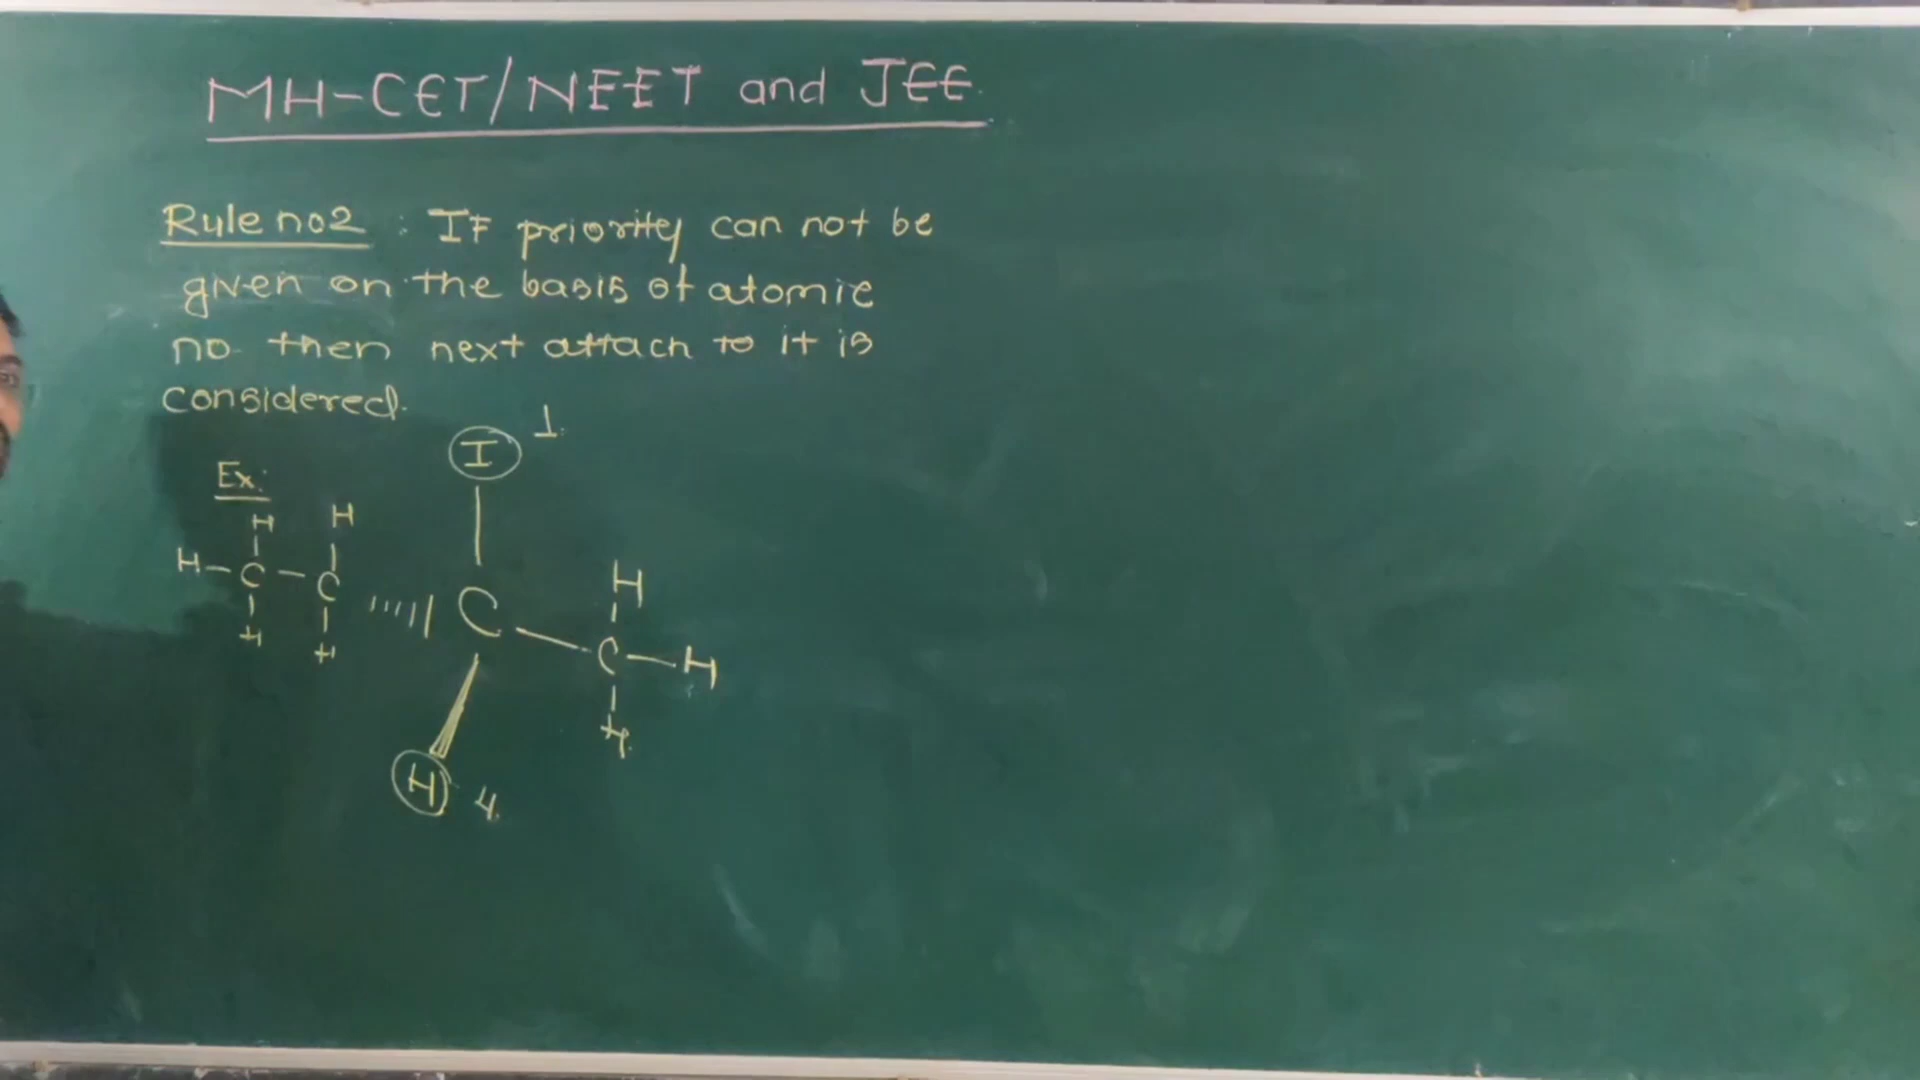 MH-CET/NEET and JEE.
Rule no2 : IF priority can not be
given on the basis of atomic
no. then next attach to it is
considered.
I 1.
Ex:
H H
H-C-C C H
H H C-H
H
H 4.